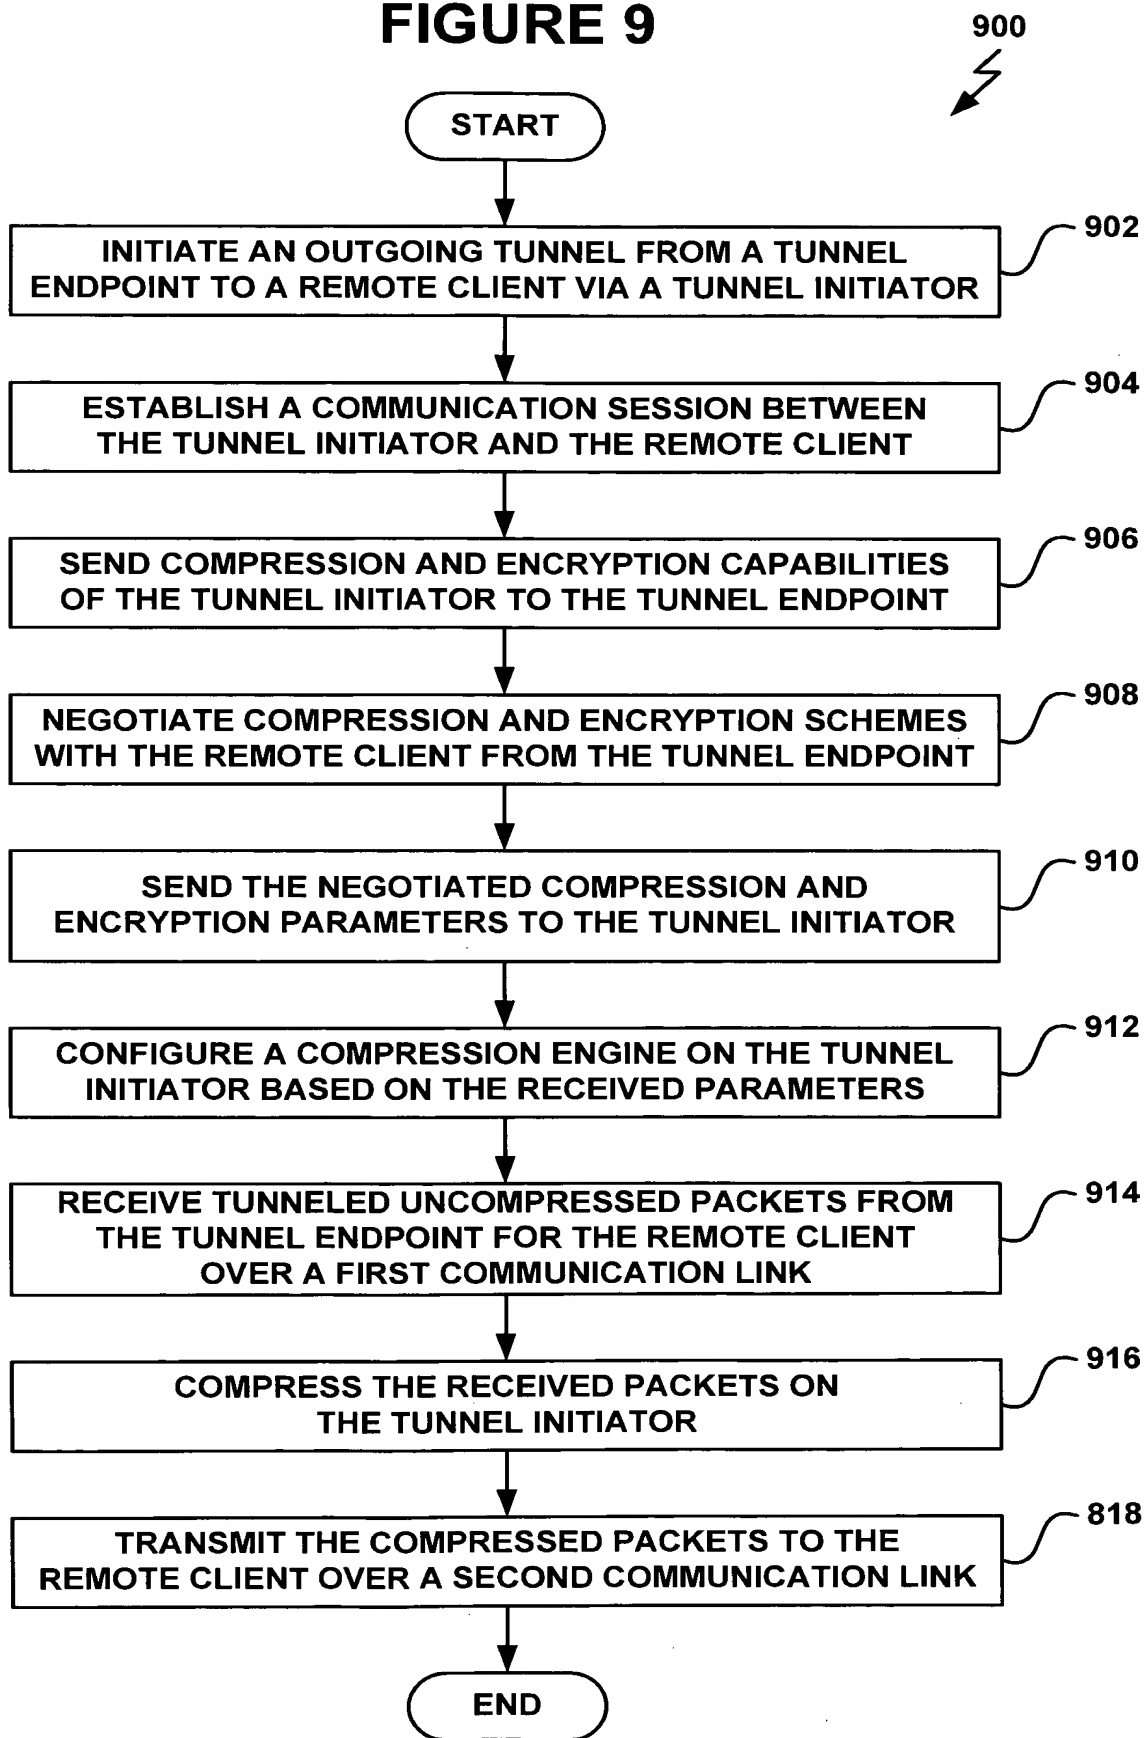 FIGURE 9
900
START
INITIATE AN OUTGOING TUNNEL FROM A TUNNEL
ENDPOINT TO A REMOTE CLIENT VIA A TUNNEL INITIATOR
902
ESTABLISH A COMMUNICATION SESSION BETWEEN
THE TUNNEL INITIATOR AND THE REMOTE CLIENT
904
SEND COMPRESSION AND ENCRYPTION CAPABILITIES
OF THE TUNNEL INITIATOR TO THE TUNNEL ENDPOINT
906
NEGOTIATE COMPRESSION AND ENCRYPTION SCHEMES
WITH THE REMOTE CLIENT FROM THE TUNNEL ENDPOINT
908
SEND THE NEGOTIATED COMPRESSION AND
ENCRYPTION PARAMETERS TO THE TUNNEL INITIATOR
910
CONFIGURE A COMPRESSION ENGINE ON THE TUNNEL
INITIATOR BASED ON THE RECEIVED PARAMETERS
912
RECEIVE TUNNELED UNCOMPRESSED PACKETS FROM
THE TUNNEL ENDPOINT FOR THE REMOTE CLIENT
OVER A FIRST COMMUNICATION LINK
914
COMPRESS THE RECEIVED PACKETS ON
THE TUNNEL INITIATOR
916
TRANSMIT THE COMPRESSED PACKETS TO THE
REMOTE CLIENT OVER A SECOND COMMUNICATION LINK
818
END